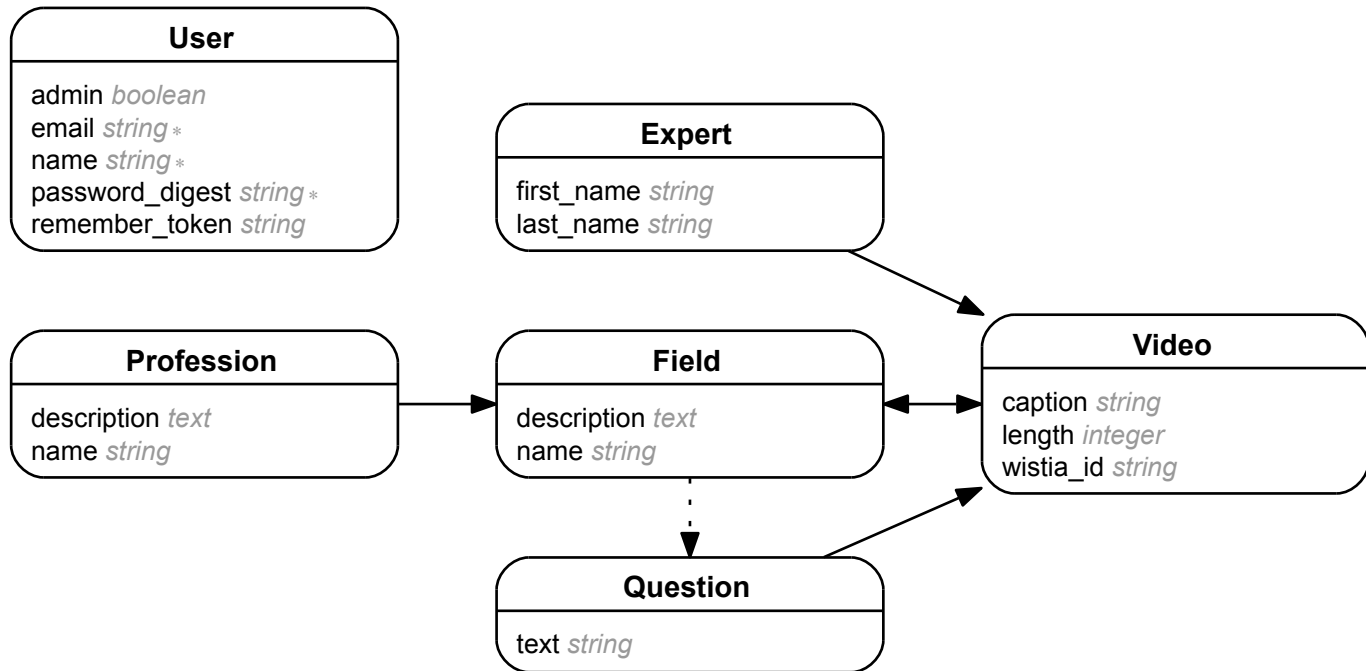 User
admin boolean
email string *
name string *
password_digest string *
remember_token string
Expert
first_name string
last_name string
Profession
description text
name string
Field
description text
name string
Video
caption string
length integer
wistia_id string
Question
text string